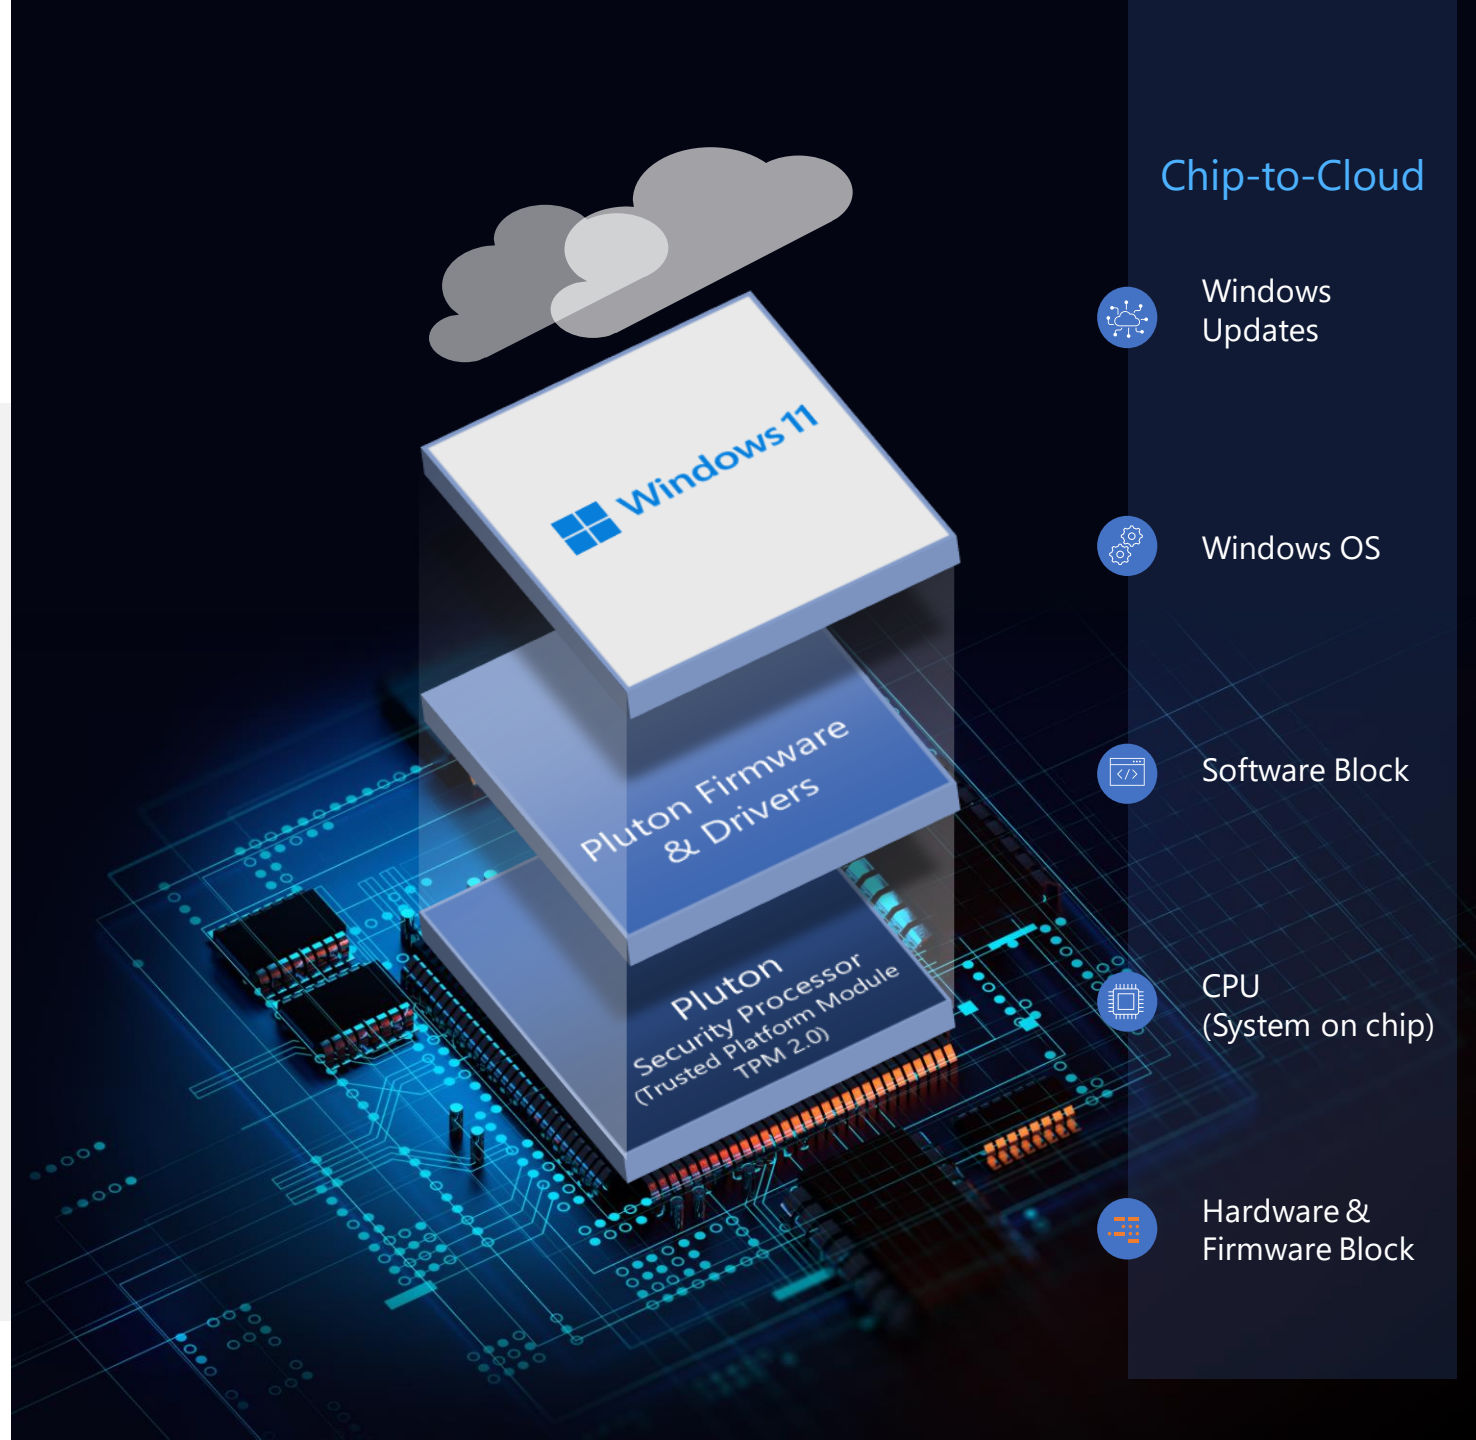 Chip-to-Cloud
Windows
Updates
Windows OS
Software Block
CPU
(System on chip)
Hardware &
Firmware Block
Windows 11
Pluton Firmware
& Drivers
Pluton
Security Processor
(Trusted Platform Module
TPM 2.0)